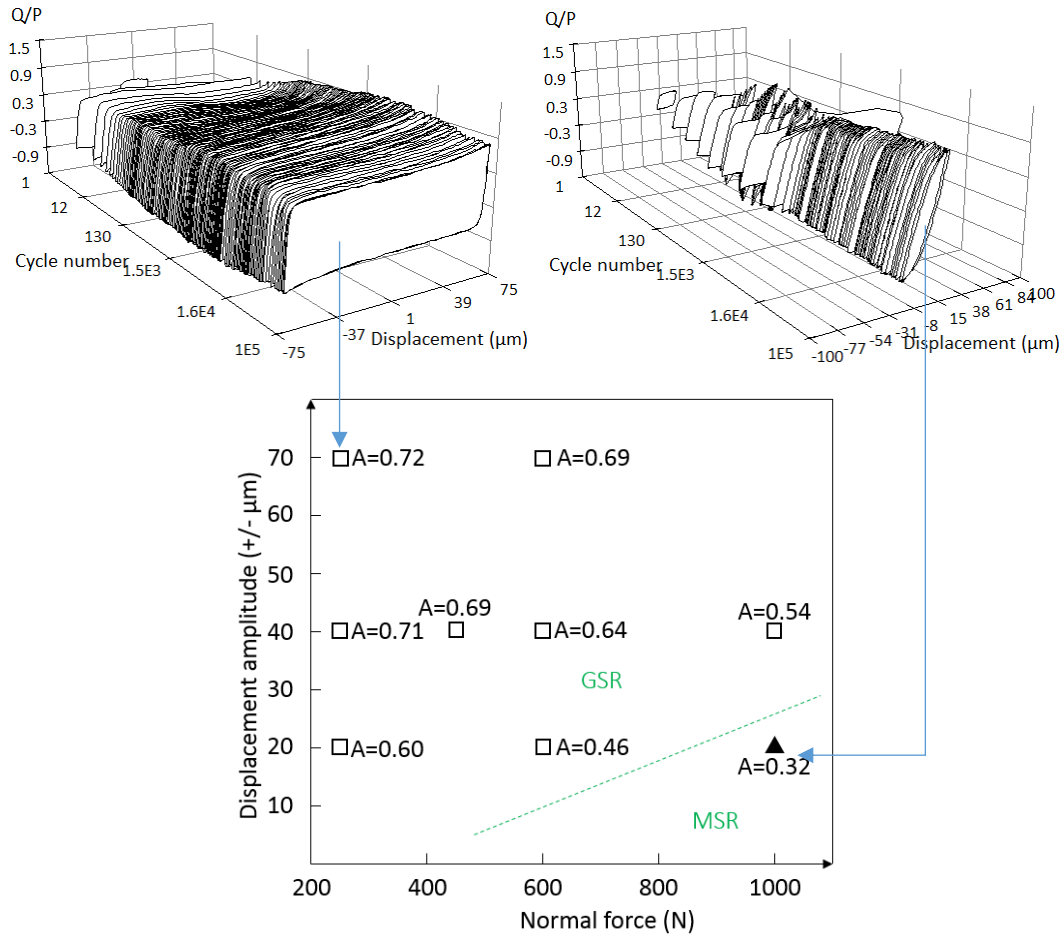 Q/P
1.5
0.9
0.3
-0.3
-0.9
1
12
130
1.5E3
1.6E4
1E5
Cycle number
-75
-37
1
39
75
Displacement (μm)
Q/P
1.5
0.9
0.3
-0.3
-0.9
1
12
130
1.5E3
1.6E4
1E5
Cycle number
-100
-77
-54
-31
-8
15
38
61
84
100
Displacement (μm)
Displacement amplitude (+/- μm)
70
60
50
40
30
20
10
A=0.72
A=0.69
A=0.71
A=0.69
A=0.64
A=0.54
GSR
A=0.60
A=0.46
A=0.32
MSR
200
400
600
800
1000
Normal force (N)